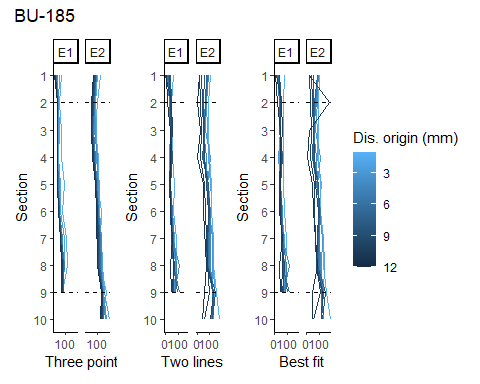 BU-185
E1 E2 E1 E2 E1 E2
1 1 1
2 2 2
3 3 3
4 4 4
5 5 5
6 6 6
7 7 7
8 8 8
9 9 9
10 10 10
Section Section Section
100 100 0100 0100 0100 0100
Three point Two lines Best fit
Dis. origin (mm)
3
6
9
12